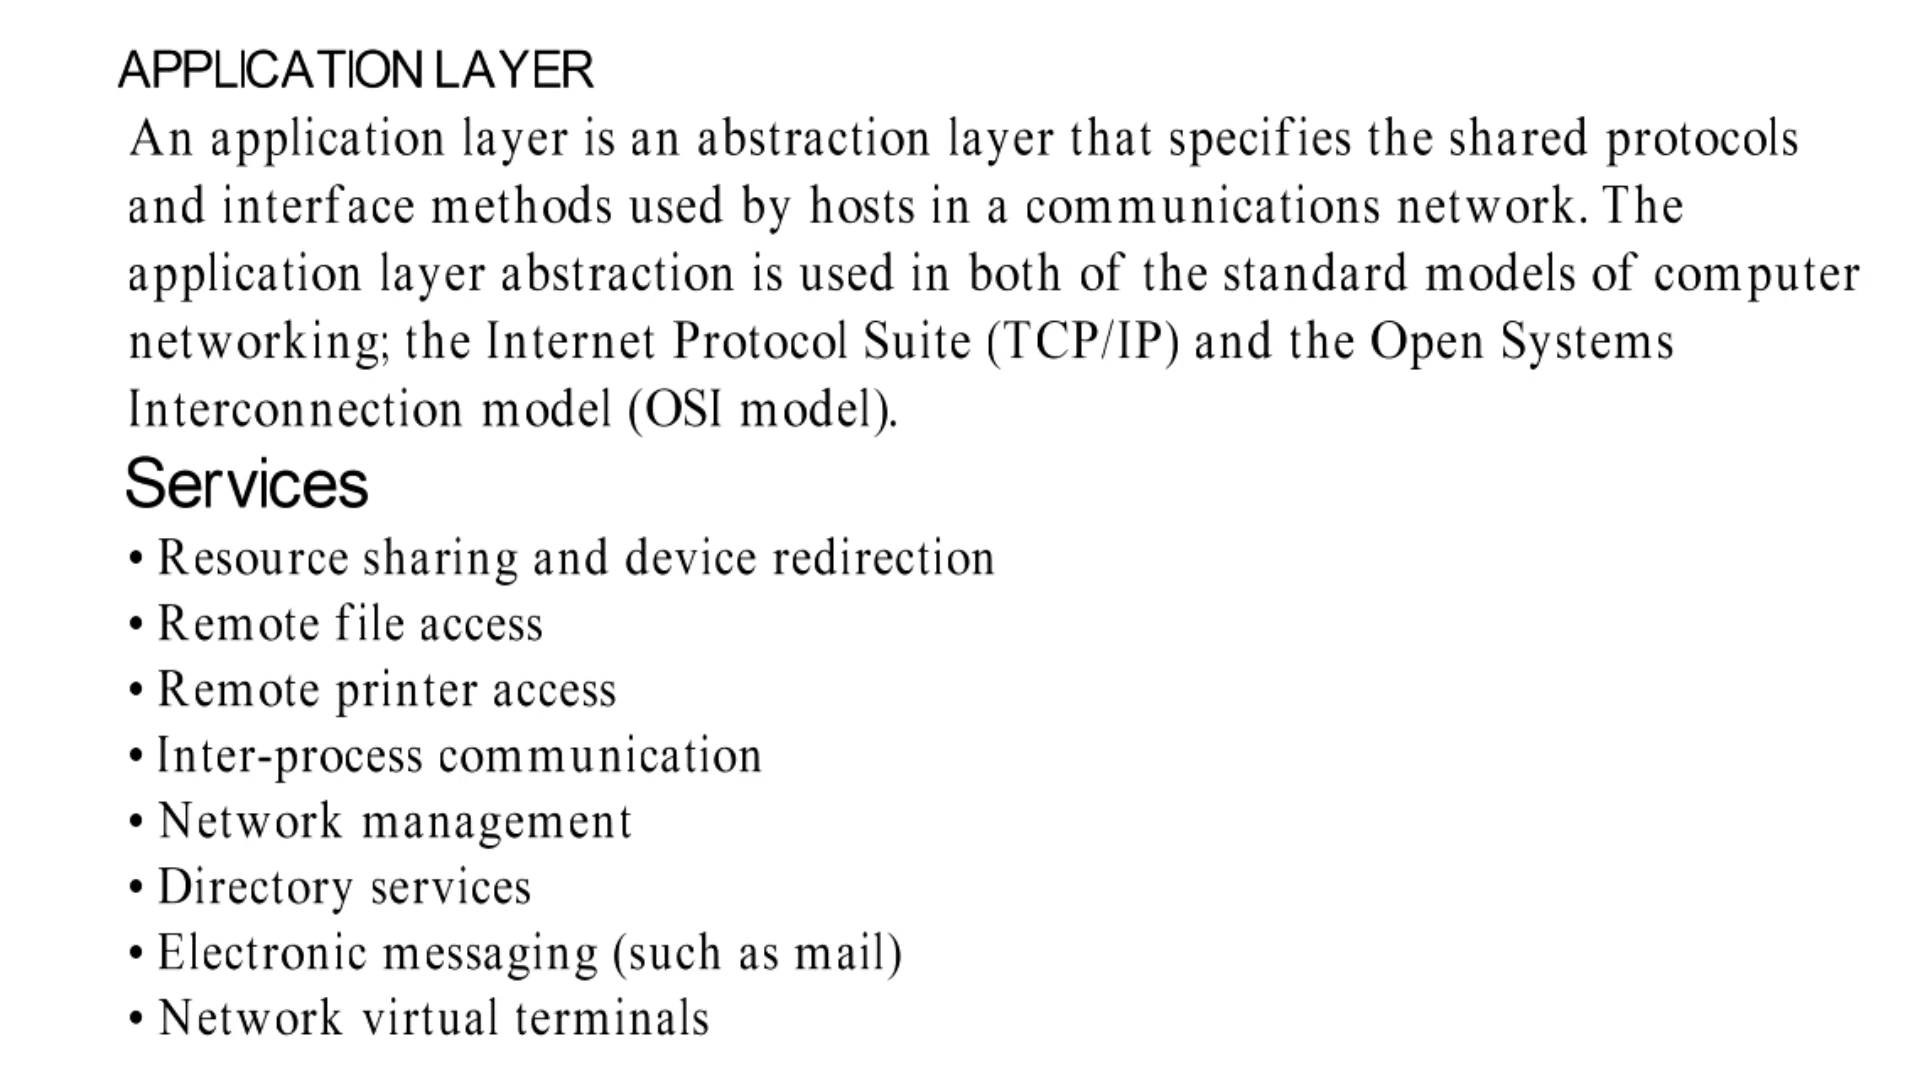 APPLICATION LAYER
An application layer is an abstraction layer that specifies the shared protocols
and interface methods used by hosts in a communications network. The
application layer abstraction is used in both of the standard models of computer
networking; the Internet Protocol Suite (TCP/IP) and the Open Systems
Interconnection model (OSI model).
Services
• Resource sharing and device redirection
• Remote file access
• Remote printer access
• Inter-process communication
• Network management
• Directory services
• Electronic messaging (such as mail)
• Network virtual terminals